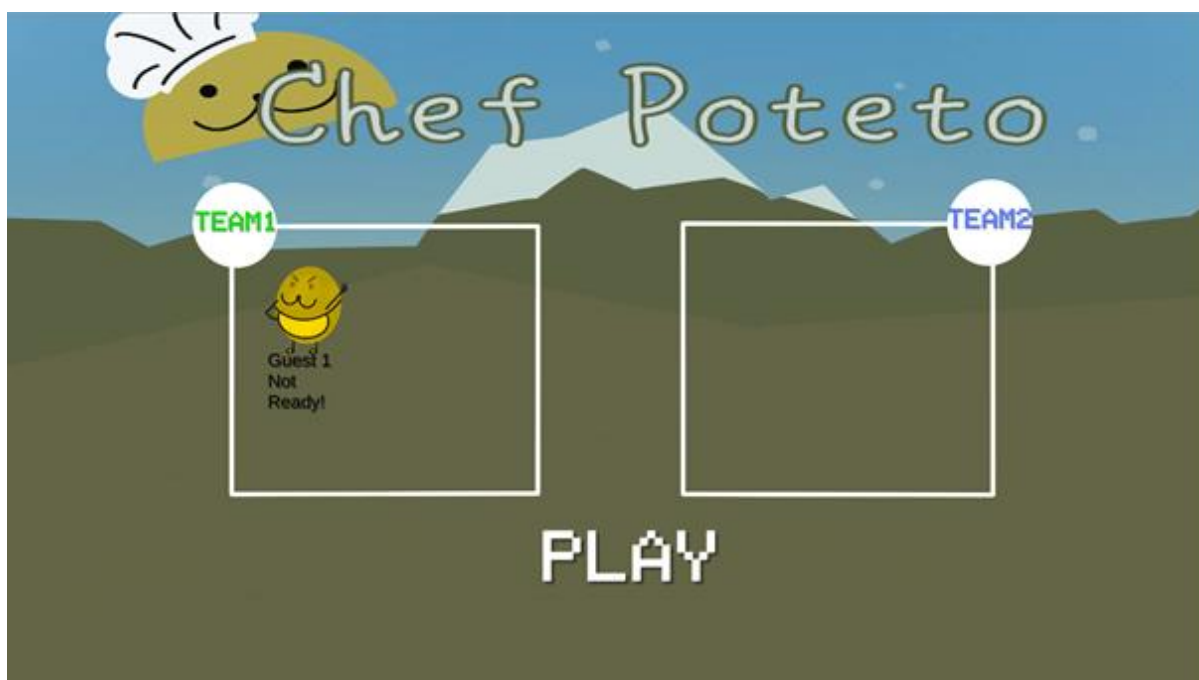 Chef Poteto
TEAM1
TEAM2
Guest 1
Not
Ready!
PLAY